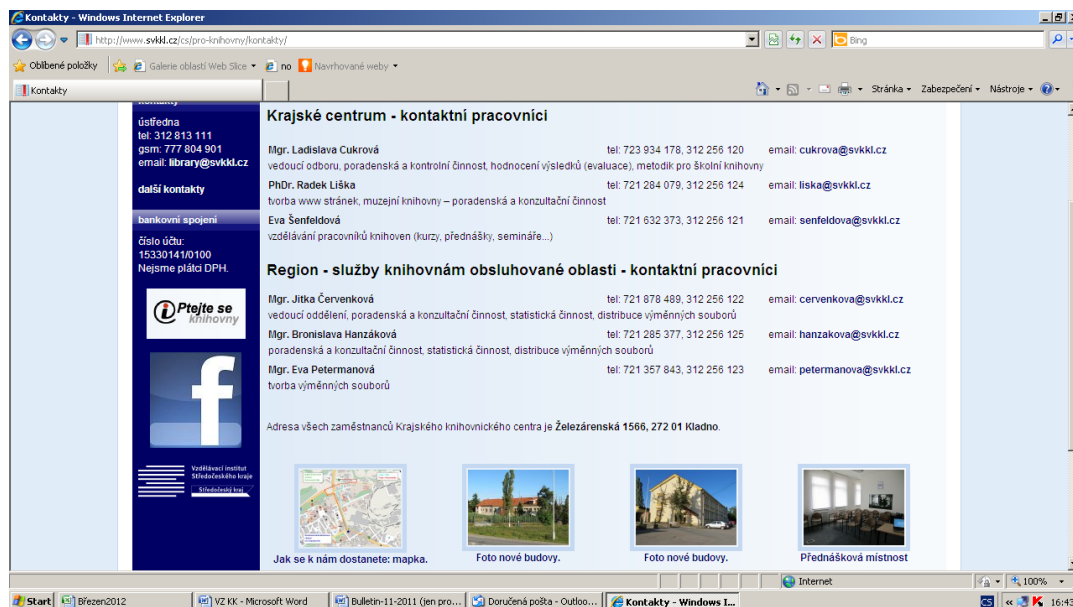 Kontakty - Windows Internet Explorer
http://www.svkkl.cz/cs/pro-knihovny/kontakty/
Bing
Oblíbené položky
Galerie oblastí Web Slice
no
Navrhované weby
Kontakty
Stránka
Zabezpečení
Nástroje
kontakty
ústředna
tel: 312 813 111
gsm: 777 804 901
email: library@svkkl.cz
další kontakty
bankovní spojení
číslo účtu:
15330141/0100
Nejsme plátci DPH.
Ptejte se
knihovny
Vzdělávací institut
Středočeského kraje
Středočeský kraj
Krajské centrum - kontaktní pracovníci
Mgr. Ladislava Cukrová tel: 723 934 178, 312 256 120 email: cukrova@svkkl.cz
vedoucí odboru, poradenská a kontrolní činnost, hodnocení výsledků (evaluace), metodik pro školní knihovny
PhDr. Radek Liška tel: 721 284 079, 312 256 124 email: liska@svkkl.cz
tvorba www stránek, muzejní knihovny – poradenská a konzultační činnost
Eva Šenfeldová tel: 721 632 373, 312 256 121 email: senfeldova@svkkl.cz
vzdělávání pracovníků knihoven (kurzy, přednášky, semináře...)
Region - služby knihovnám obsluhované oblasti - kontaktní pracovníci
Mgr. Jitka Červenková tel: 721 878 489, 312 256 122 email: cervenkova@svkkl.cz
vedoucí oddělení, poradenská a konzultační činnost, statistická činnost, distribuce výměnných souborů
Mgr. Bronislava Hanzáková tel: 721 285 377, 312 256 125 email: hanzakova@svkkl.cz
poradenská a konzultační činnost, statistická činnost, distribuce výměnných souborů
Mgr. Eva Petermanová tel: 721 357 843, 312 256 123 email: petermanova@svkkl.cz
tvorba výměnných souborů
Adresa všech zaměstnanců Krajského knihovnického centra je Železárenská 1566, 272 01 Kladno.
Jak se k nám dostanete: mapka.
Foto nové budovy.
Foto nové budovy.
Přednášková místnost
Internet
100%
Start
Březen2012
VZ KK - Microsoft Word
Bulletin-11-2011 (jen pro...
Doručená pošta - Outloo...
Kontakty - Windows I...
CS
16:43